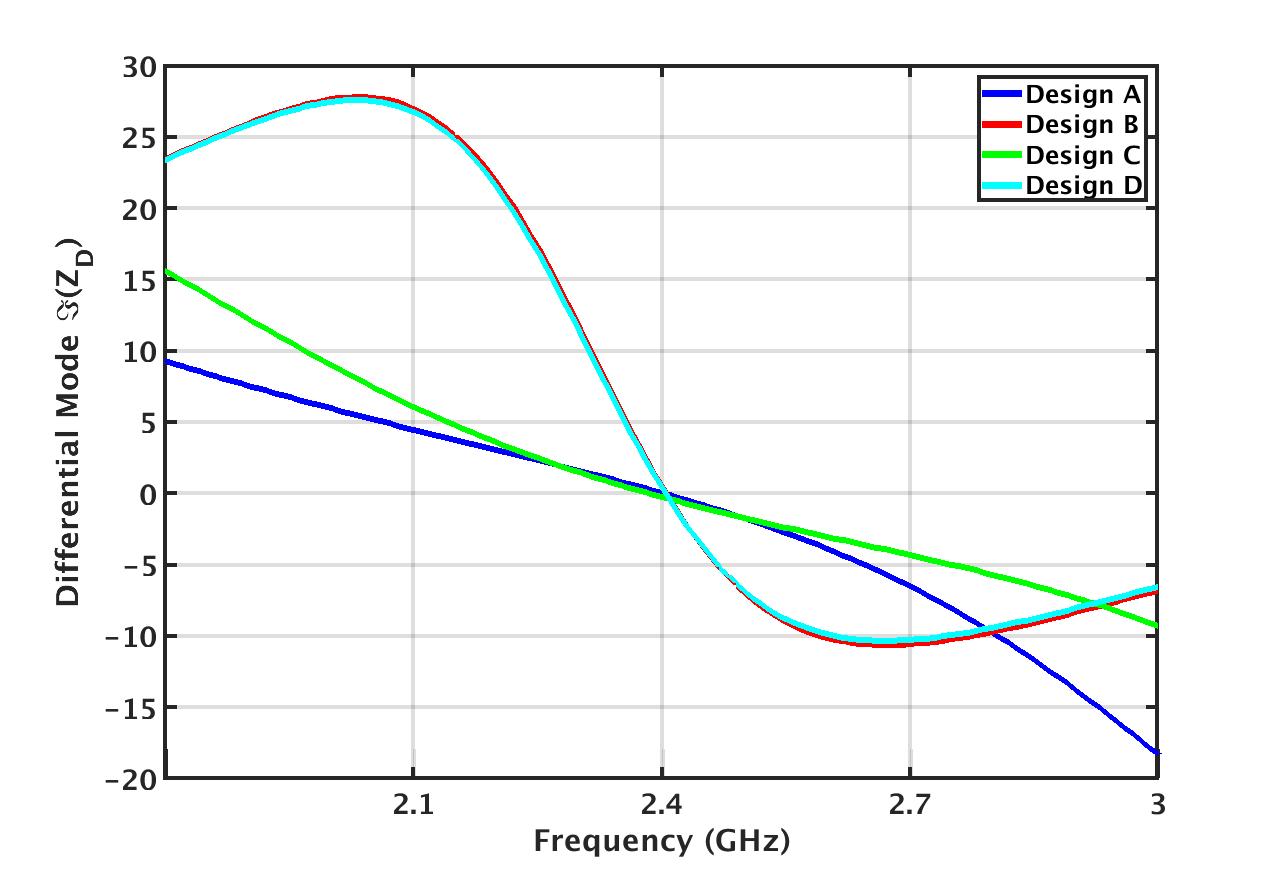 30
25
20
15
10
5
0
−5
−10
−15
−20
2.1
2.4
2.7
3
Frequency (GHz)
Differential Mode ℑ(Z_D)
Design A
Design B
Design C
Design D